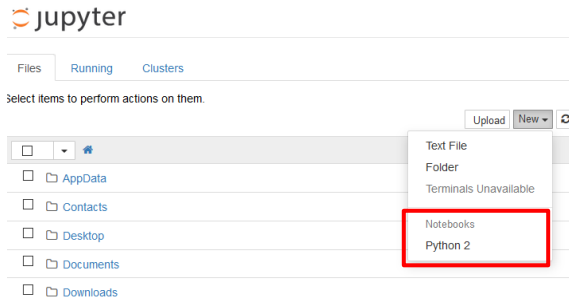 jupyter
Files Running Clusters
Select items to perform actions on them.
Upload New
Text File
Folder
Terminals Unavailable
Notebooks
Python 2
AppData
Contacts
Desktop
Documents
Downloads